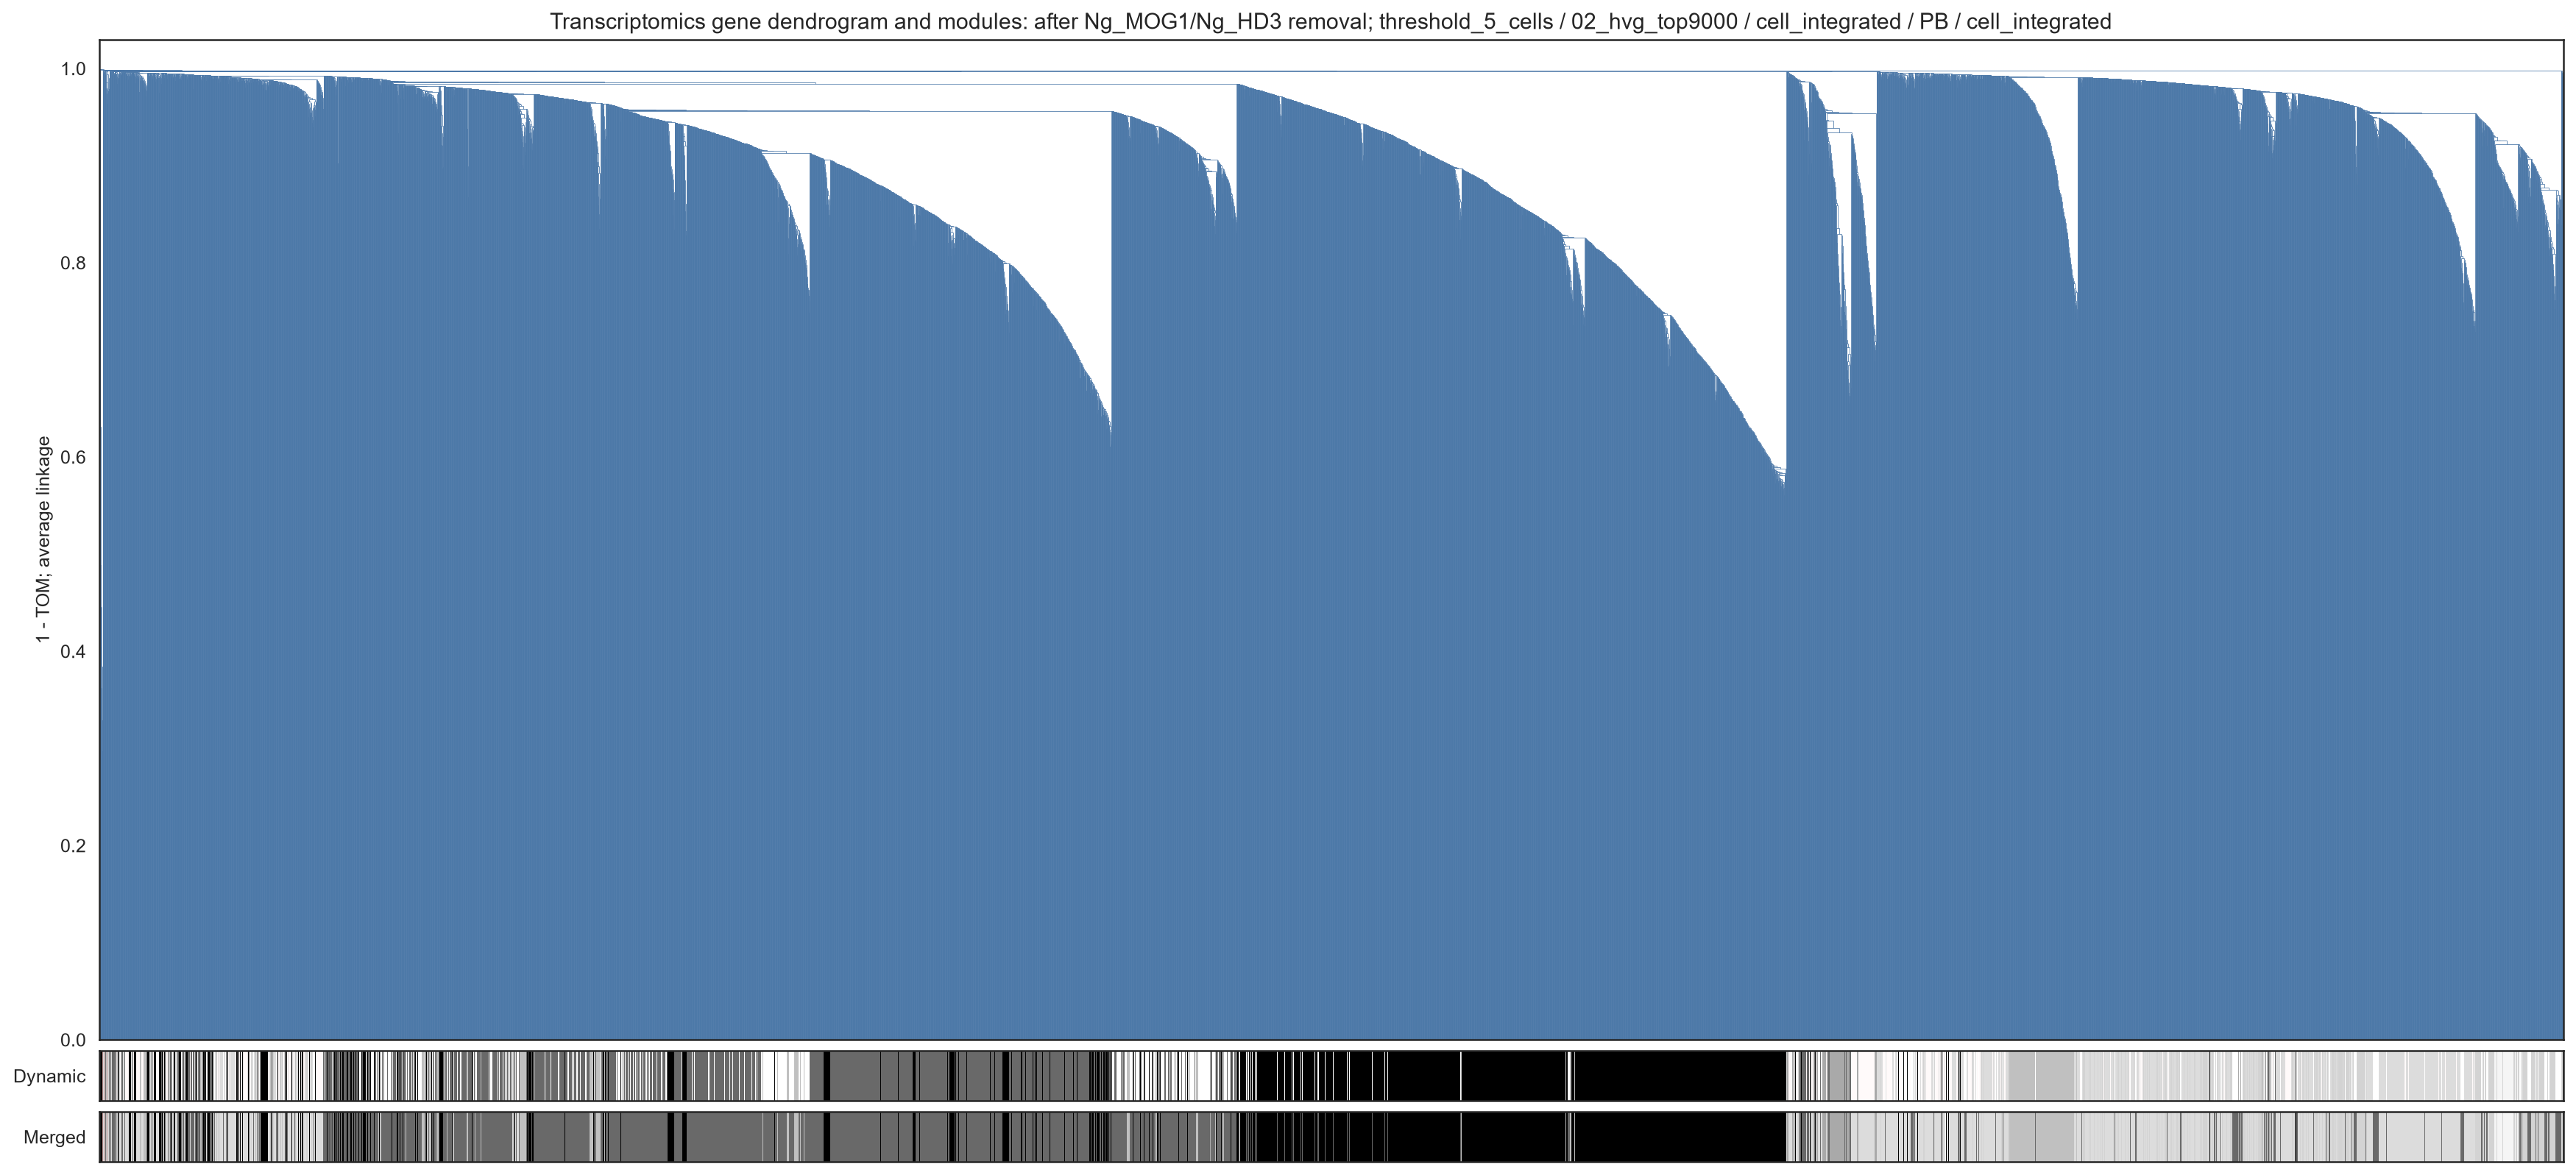 Transcriptomics gene dendrogram and modules: after Ng_MOG1/Ng_HD3 removal; threshold_5_cells / 02_hvg_top9000 / cell_integrated / PB / cell_integrated
1.0
0.8
0.6
0.4
0.2
0.0
1 - TOM; average linkage
Dynamic
Merged